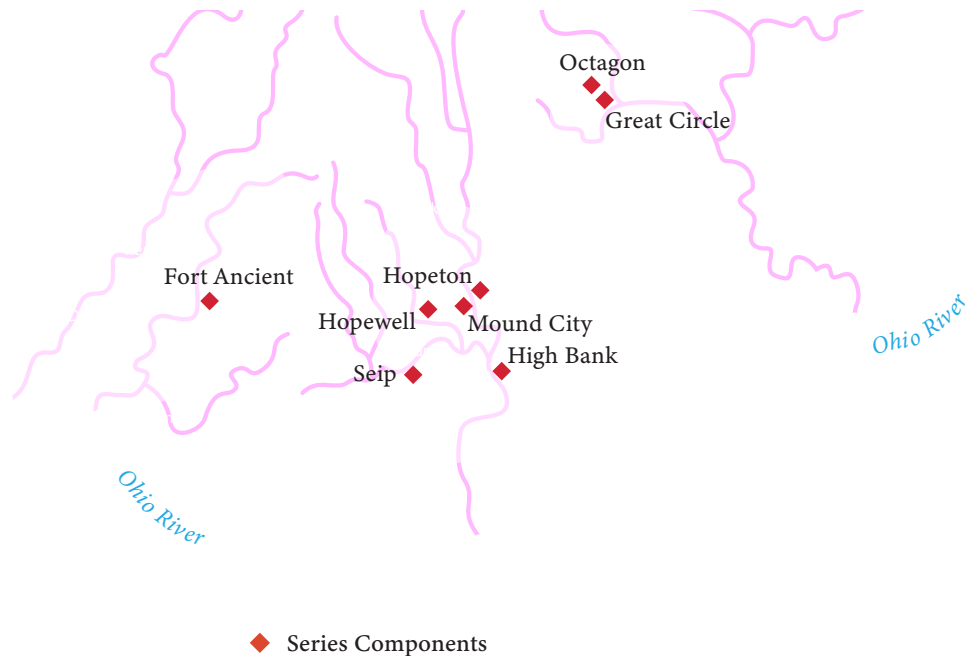 Octagon
Great Circle
Fort Ancient
Hopeton
Hopewell
Mound City
High Bank
Seip
Ohio River
Ohio River
Series Components